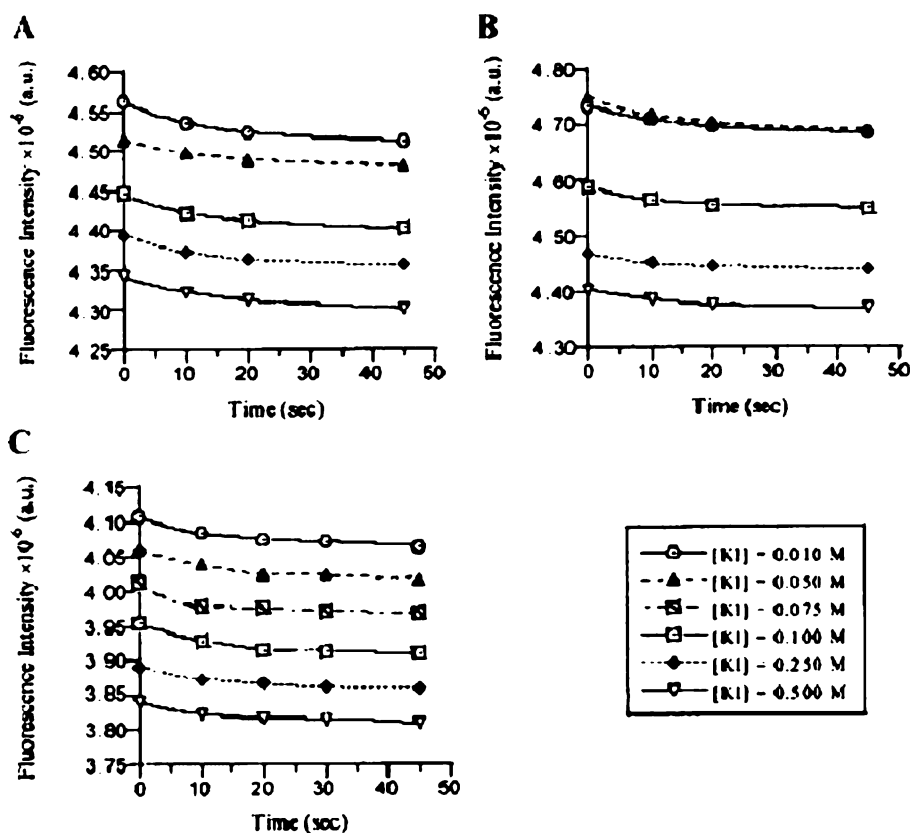 A
Fluorescence Intensity ×10⁻⁶ (a.u.)
4.60
4.55
4.50
4.45
4.40
4.35
4.30
4.25
0 10 20 30 40 50
Time (sec)
B
Fluorescence Intensity ×10⁻⁶ (a.u.)
4.80
4.70
4.60
4.50
4.40
4.30
0 10 20 30 40 50
Time (sec)
C
Fluorescence Intensity ×10⁻⁶ (a.u.)
4.15
4.10
4.05
4.00
3.95
3.90
3.85
3.80
3.75
0 10 20 30 40 50
Time (sec)
[KI] - 0.010 M
[KI] - 0.050 M
[KI] - 0.075 M
[KI] - 0.100 M
[KI] - 0.250 M
[KI] - 0.500 M